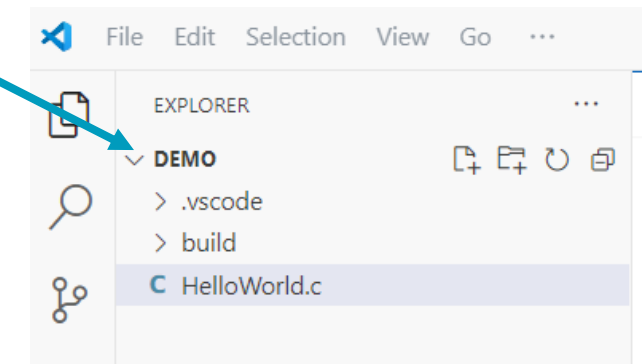 File Edit Selection View Go ...
EXPLORER ...
DEMO
.vscode
build
C HelloWorld.c